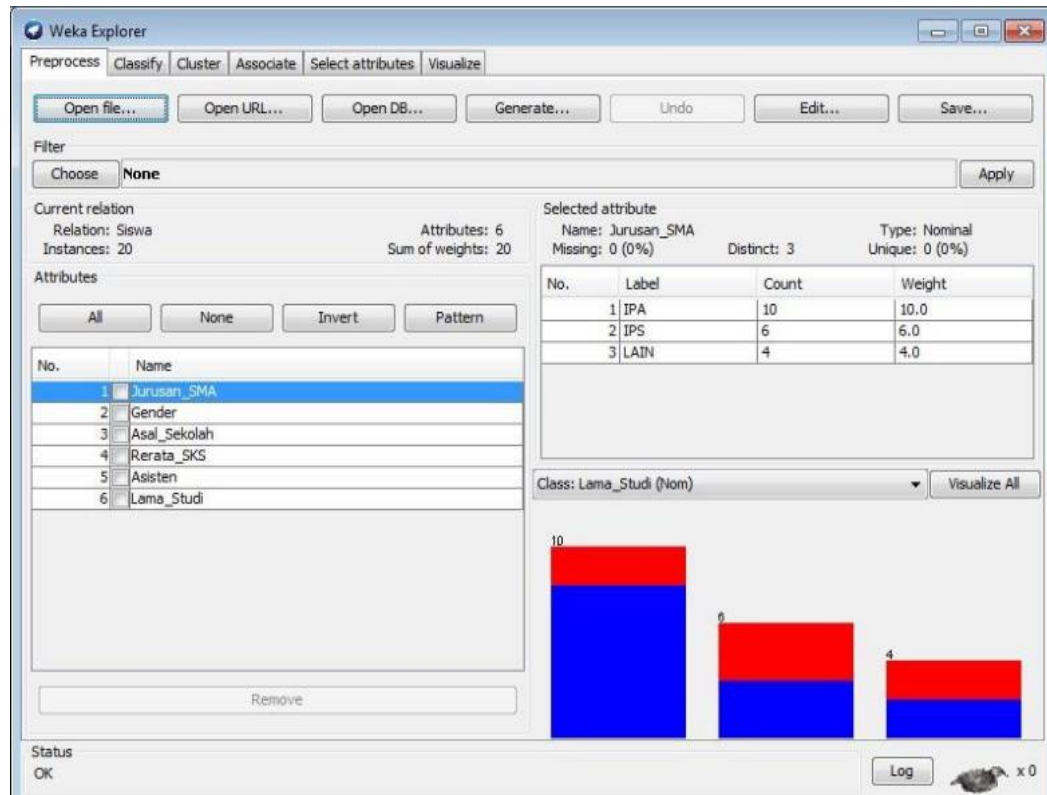 Weka Explorer
Preprocess Classify Cluster Associate Select attributes Visualize
Open file... Open URL... Open DB... Generate... Undo Edit... Save...
Filter
Choose None Apply
Current relation
Relation: Siswa Attributes: 6
Instances: 20 Sum of weights: 20
Attributes
All None Invert Pattern
No. Name
1 Jurusan_SMA
2 Gender
3 Asal_Sekolah
4 Rerata_SKS
5 Asisten
6 Lama_Studi
Remove
Selected attribute
Name: Jurusan_SMA Type: Nominal
Missing: 0 (0%) Distinct: 3 Unique: 0 (0%)
No. Label Count Weight
1 IPA 10 10.0
2 IPS 6 6.0
3 LAIN 4 4.0
Class: Lama_Studi (Nom) Visualize All
10
6
4
Status
OK
Log x 0